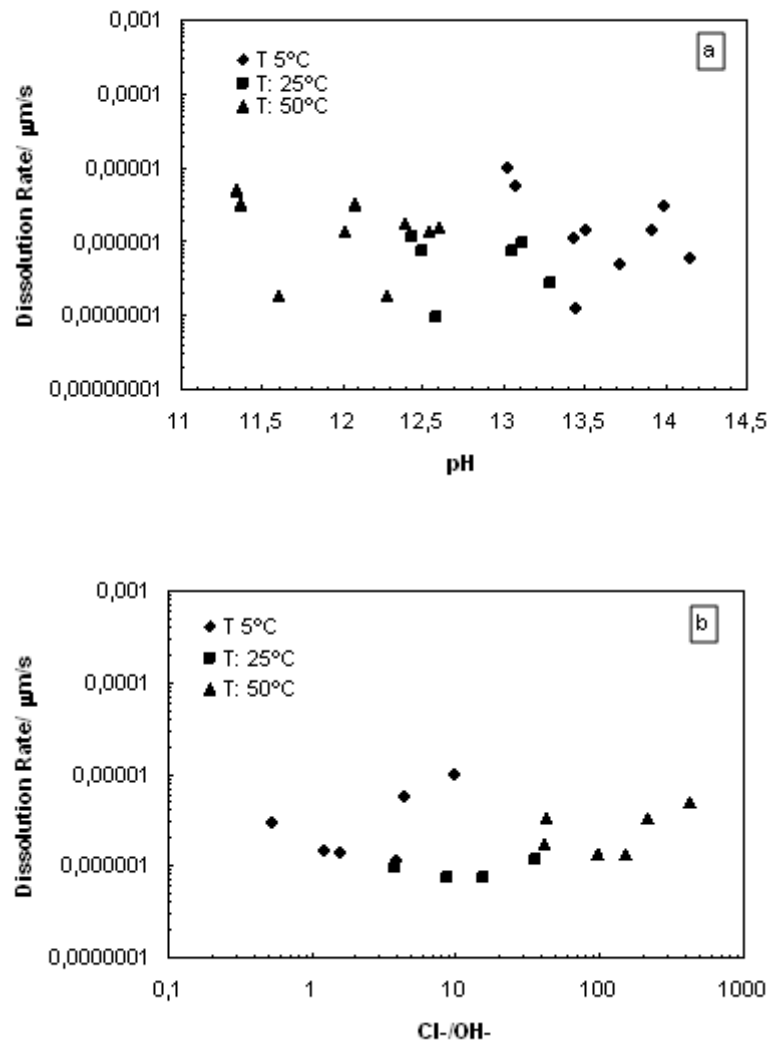 0,001
a
T 5°C
T: 25°C
T: 50°C
0,0001
0,00001
0,000001
0,0000001
0,00000001
Dissolution Rate/ µm/s
11 11,5 12 12,5 13 13,5 14 14,5
pH
0,001
b
T 5°C
T: 25°C
T: 50°C
0,0001
0,00001
0,000001
0,0000001
Dissolution Rate/ µm/s
0,1 1 10 100 1000
Cl-/OH-